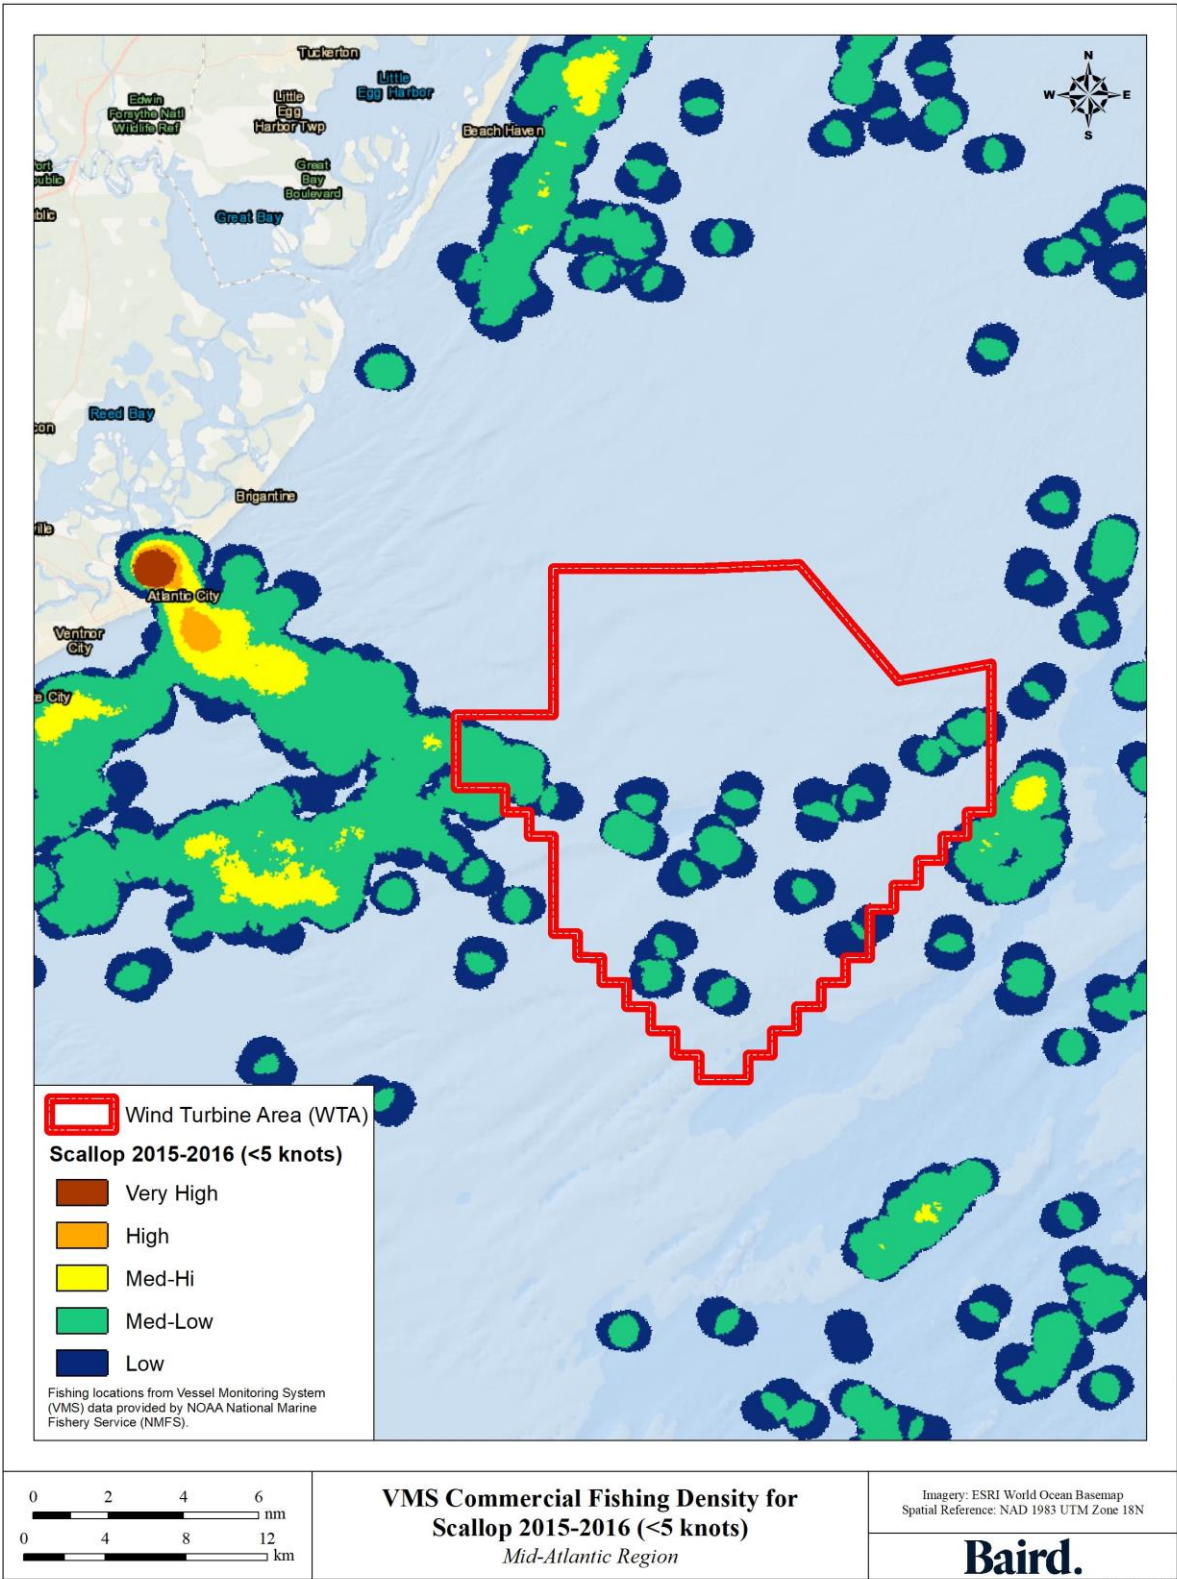 Tuckerton
Little
Egg Harbor
Edwin
Forsythe Natl
Wildlife Ref
Little
Egg
Harbor Twp
Beach Haven
Great
Bay
Boulevard
Great Bay
Reed Bay
Brigantine
Atlantic City
Ventnor
City
N
W
E
S
Wind Turbine Area (WTA)
Scallop 2015-2016 (<5 knots)
Very High
High
Med-Hi
Med-Low
Low
Fishing locations from Vessel Monitoring System
(VMS) data provided by NOAA National Marine
Fishery Service (NMFS).
0 2 4 6
nm
0 4 8 12
km
VMS Commercial Fishing Density for
Scallop 2015-2016 (<5 knots)
Mid-Atlantic Region
Imagery: ESRI World Ocean Basemap
Spatial Reference: NAD 1983 UTM Zone 18N
Baird.